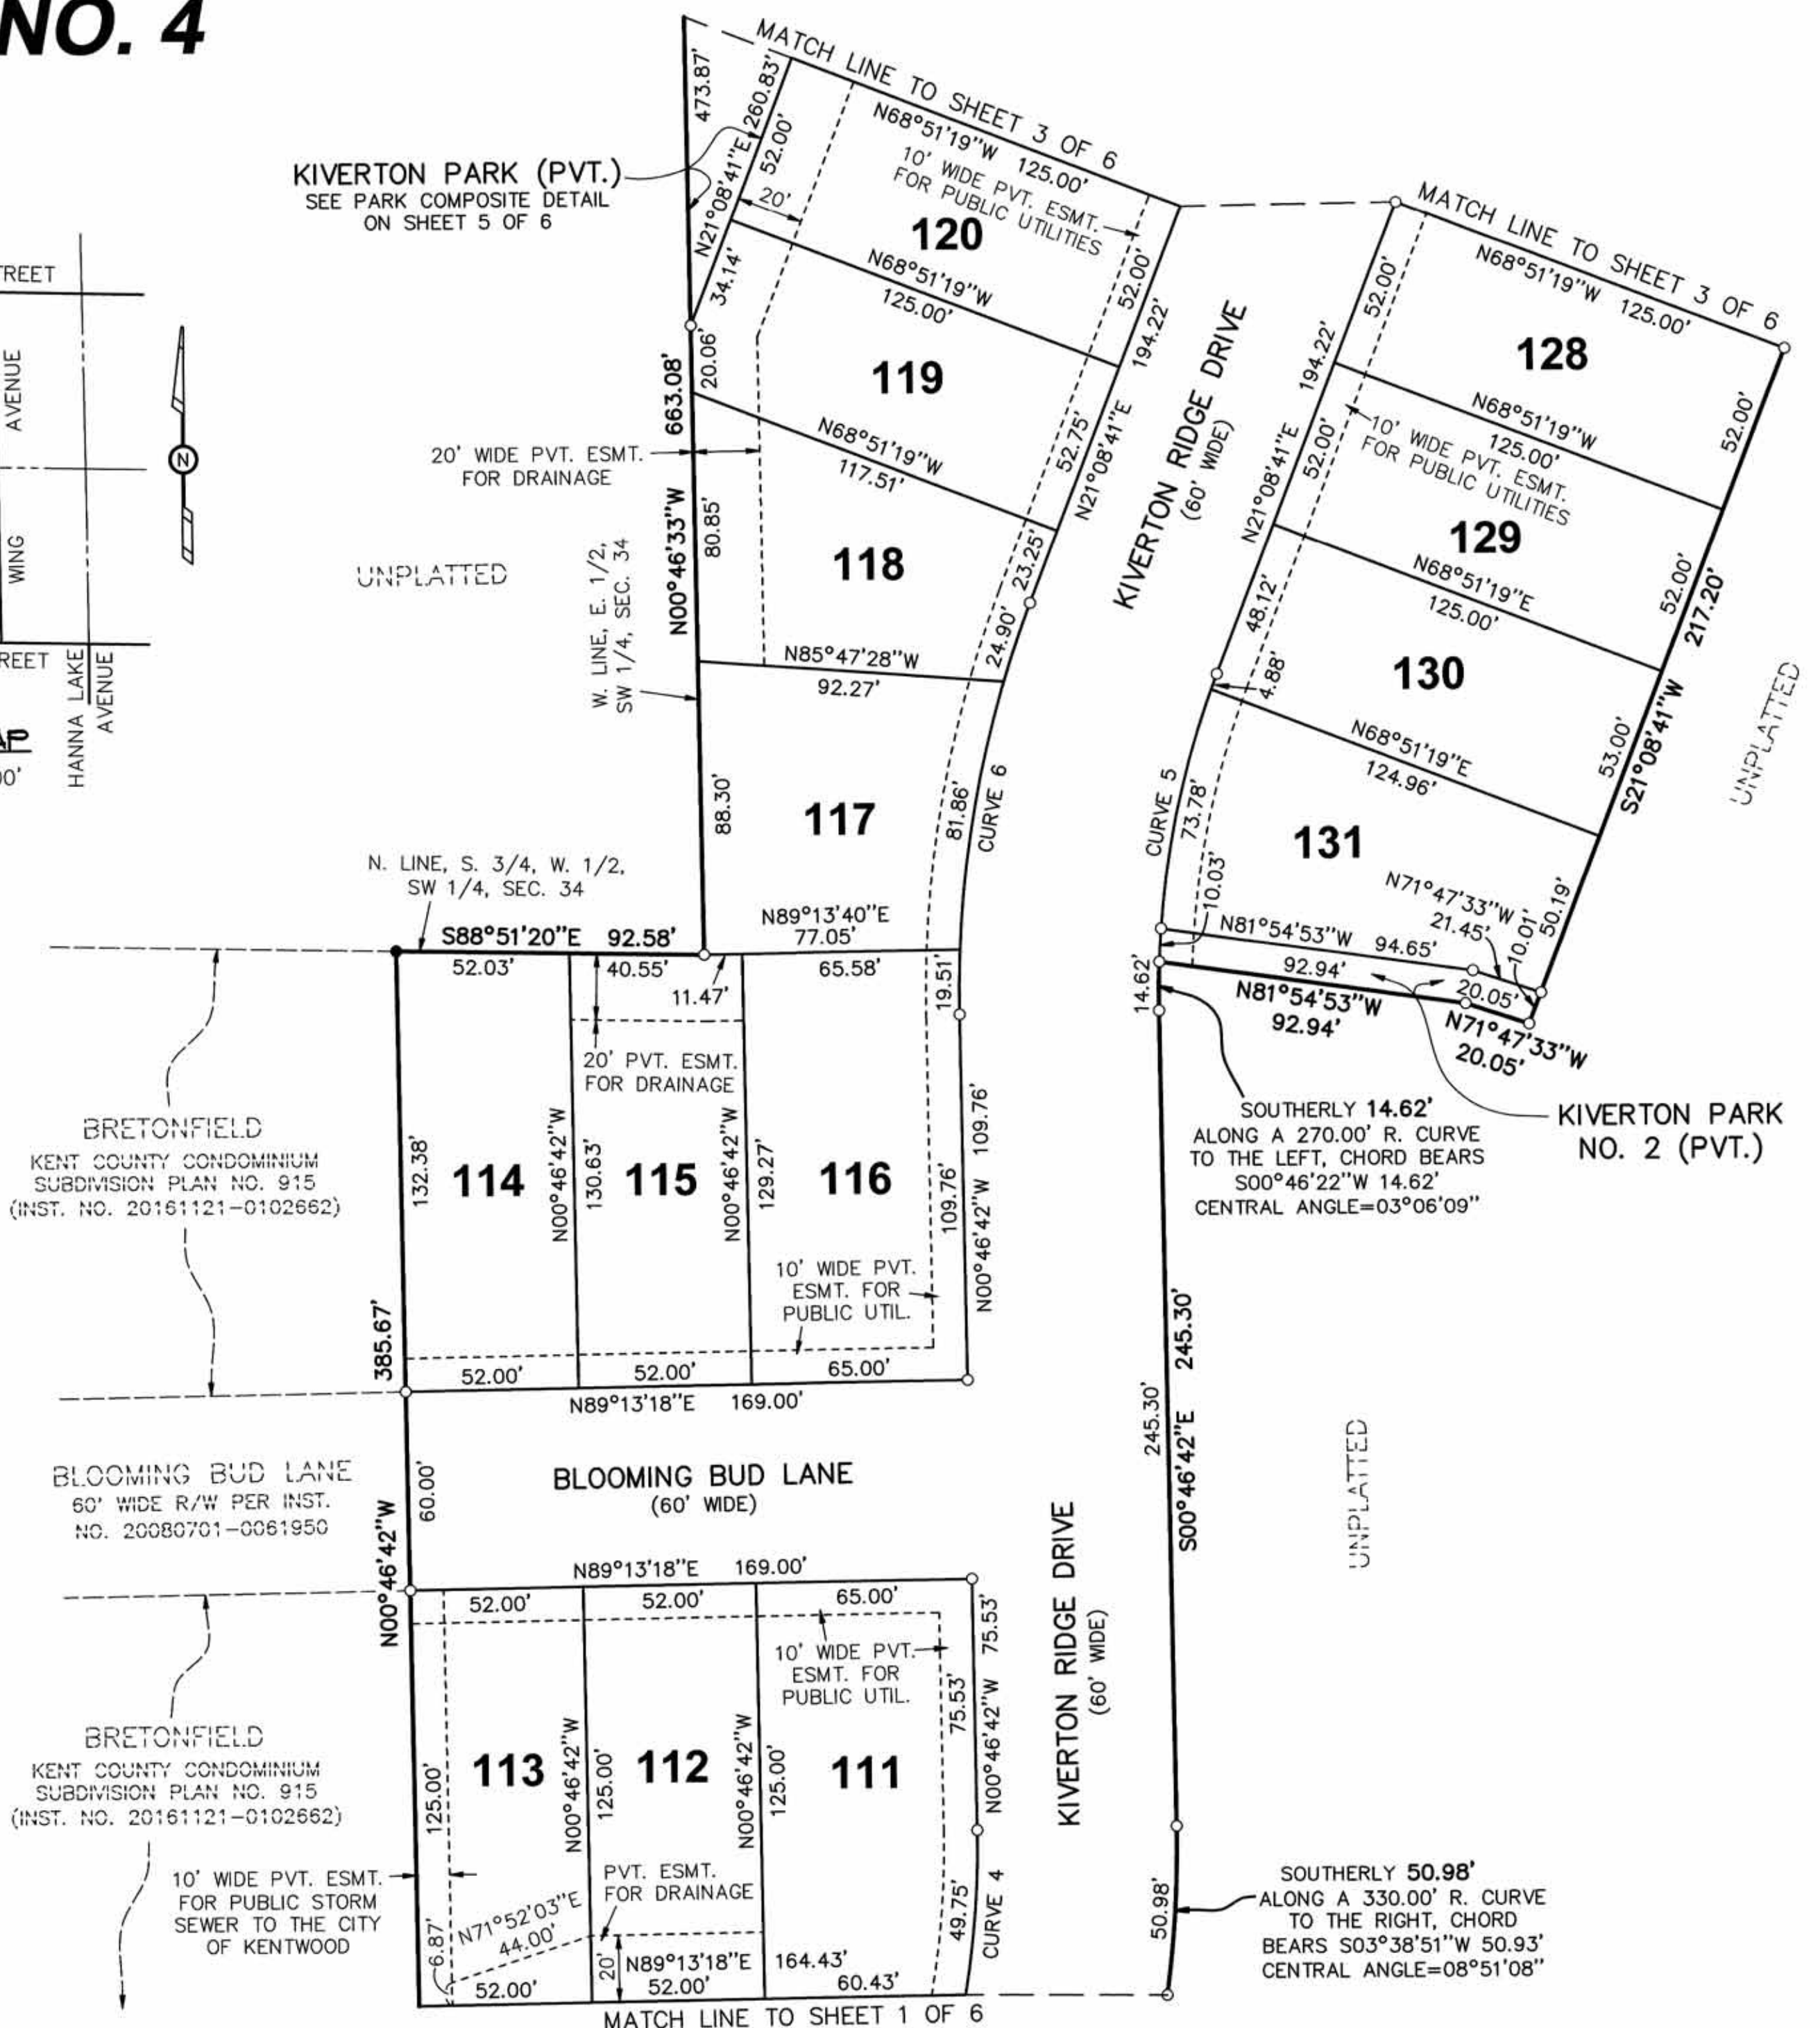 NO. 4
MATCH LINE TO SHEET 3 OF 6
473.87'
260.83'
N21°08'41"E
52.00'
N68°51'19"W 125.00'
10' WIDE PVT. ESMT.
FOR PUBLIC UTILITIES
KIVERTON PARK (PVT.)
SEE PARK COMPOSITE DETAIL
ON SHEET 5 OF 6
20'
120
52.00'
34.14'
N68°51'19"W
125.00'
194.22'
20.06'
119
663.08'
52.75'
N21°08'41"E
N68°51'19"W
117.51'
20' WIDE PVT. ESMT.
FOR DRAINAGE
N00°46'33"W
80.85'
118
23.25'
24.90'
W. LINE, E. 1/2,
SW 1/4, SEC. 34
UNPLATTED
N85°47'28"W
92.27'
88.30'
117
81.86'
CURVE 6
KIVERTON RIDGE DRIVE
(60' WIDE)
MATCH LINE TO SHEET 3 OF 6
N68°51'19"W 125.00'
52.00'
128
52.00'
194.22'
N68°51'19"W
125.00'
10' WIDE PVT. ESMT.
FOR PUBLIC UTILITIES
N21°08'41"E
52.00'
129
52.00'
217.20'
N68°51'19"E
125.00'
48.12'
4.88'
130
53.00'
S21°08'41"W
UNPLATTED
N68°51'19"E
124.96'
CURVE 5
73.78'
131
10.03'
N71°47'33"W
21.45'
10.01'
50.19'
N81°54'53"W 94.65'
92.94'
20.05'
14.62'
N81°54'53"W
92.94'
N71°47'33"W
20.05'
SOUTHERLY 14.62'
ALONG A 270.00' R. CURVE
TO THE LEFT, CHORD BEARS
S00°46'22"W 14.62'
CENTRAL ANGLE=03°06'09"
KIVERTON PARK
NO. 2 (PVT.)
TREET
AVENUE
WING
REET
HANNA LAKE
AVENUE
AP
00'
N
N. LINE, S. 3/4, W. 1/2,
SW 1/4, SEC. 34
S88°51'20"E 92.58'
N89°13'40"E
77.05'
52.03'
40.55'
11.47'
65.58'
19.51'
20' PVT. ESMT.
FOR DRAINAGE
BRETONFIELD
KENT COUNTY CONDOMINIUM
SUBDIVISION PLAN NO. 915
(INST. NO. 20161121-0102662)
132.38'
114
N00°46'42"W
130.63'
115
N00°46'42"W
129.27'
116
109.76'
N00°46'42"W 109.76'
10' WIDE PVT.
ESMT. FOR
PUBLIC UTIL.
385.67'
52.00'
52.00'
65.00'
N89°13'18"E 169.00'
245.30'
S00°46'42"E 245.30'
UNPLATTED
BLOOMING BUD LANE
60' WIDE R/W PER INST.
NO. 20080701-0061950
60.00'
BLOOMING BUD LANE
(60' WIDE)
N00°46'42"W
KIVERTON RIDGE DRIVE
(60' WIDE)
N89°13'18"E 169.00'
52.00'
52.00'
65.00'
10' WIDE PVT.
ESMT. FOR
PUBLIC UTIL.
75.53'
N00°46'42"W 75.53'
BRETONFIELD
KENT COUNTY CONDOMINIUM
SUBDIVISION PLAN NO. 915
(INST. NO. 20161121-0102662)
125.00'
113
N00°46'42"W
125.00'
112
N00°46'42"W
125.00'
111
10' WIDE PVT. ESMT.
FOR PUBLIC STORM
SEWER TO THE CITY
OF KENTWOOD
PVT. ESMT.
FOR DRAINAGE
49.75'
CURVE 4
6.87'
N71°52'03"E
44.00'
20'
N89°13'18"E
164.43'
52.00'
52.00'
60.43'
MATCH LINE TO SHEET 1 OF 6
50.98'
SOUTHERLY 50.98'
ALONG A 330.00' R. CURVE
TO THE RIGHT, CHORD
BEARS S03°38'51"W 50.93'
CENTRAL ANGLE=08°51'08"